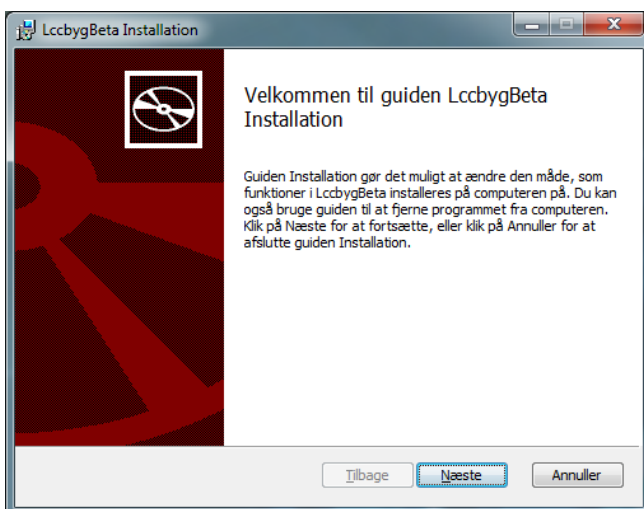 LccbygBeta Installation
Velkommen til guiden LccbygBeta
Installation
Guiden Installation gør det muligt at ændre den måde, som
funktioner i LccbygBeta installeres på computeren på. Du kan
også bruge guiden til at fjerne programmet fra computeren.
Klik på Næste for at fortsætte, eller klik på Annuller for at
afslutte guiden Installation.
Tilbage Næste Annuller